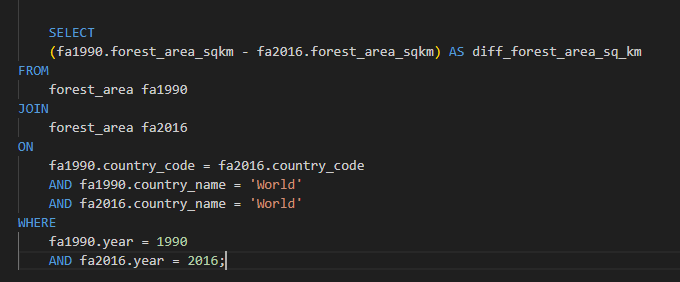 SELECT
(fa1990.forest_area_sqkm - fa2016.forest_area_sqkm) AS diff_forest_area_sq_km
FROM
forest_area fa1990
JOIN
forest_area fa2016
ON
fa1990.country_code = fa2016.country_code
AND fa1990.country_name = 'World'
AND fa2016.country_name = 'World'
WHERE
fa1990.year = 1990
AND fa2016.year = 2016;